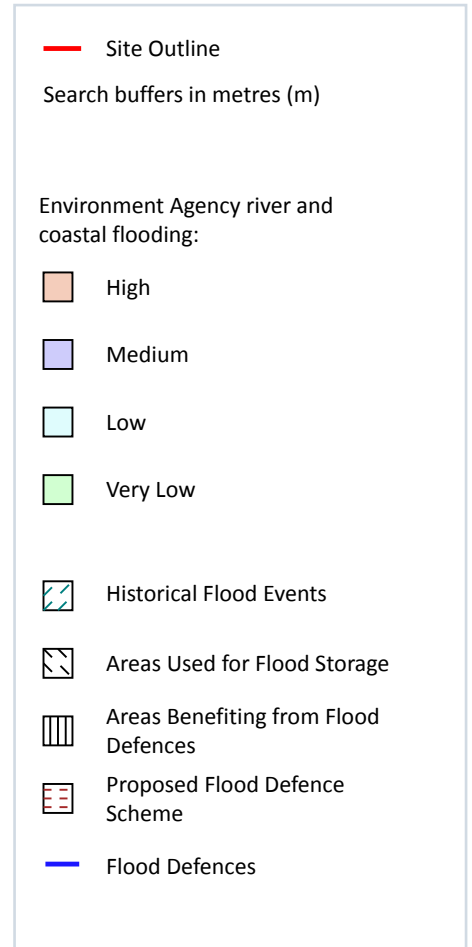 Site Outline
Search buffers in metres (m)
Environment Agency river and
coastal flooding:
High
Medium
Low
Very Low
Historical Flood Events
Areas Used for Flood Storage
Areas Benefiting from Flood
Defences
Proposed Flood Defence
Scheme
Flood Defences